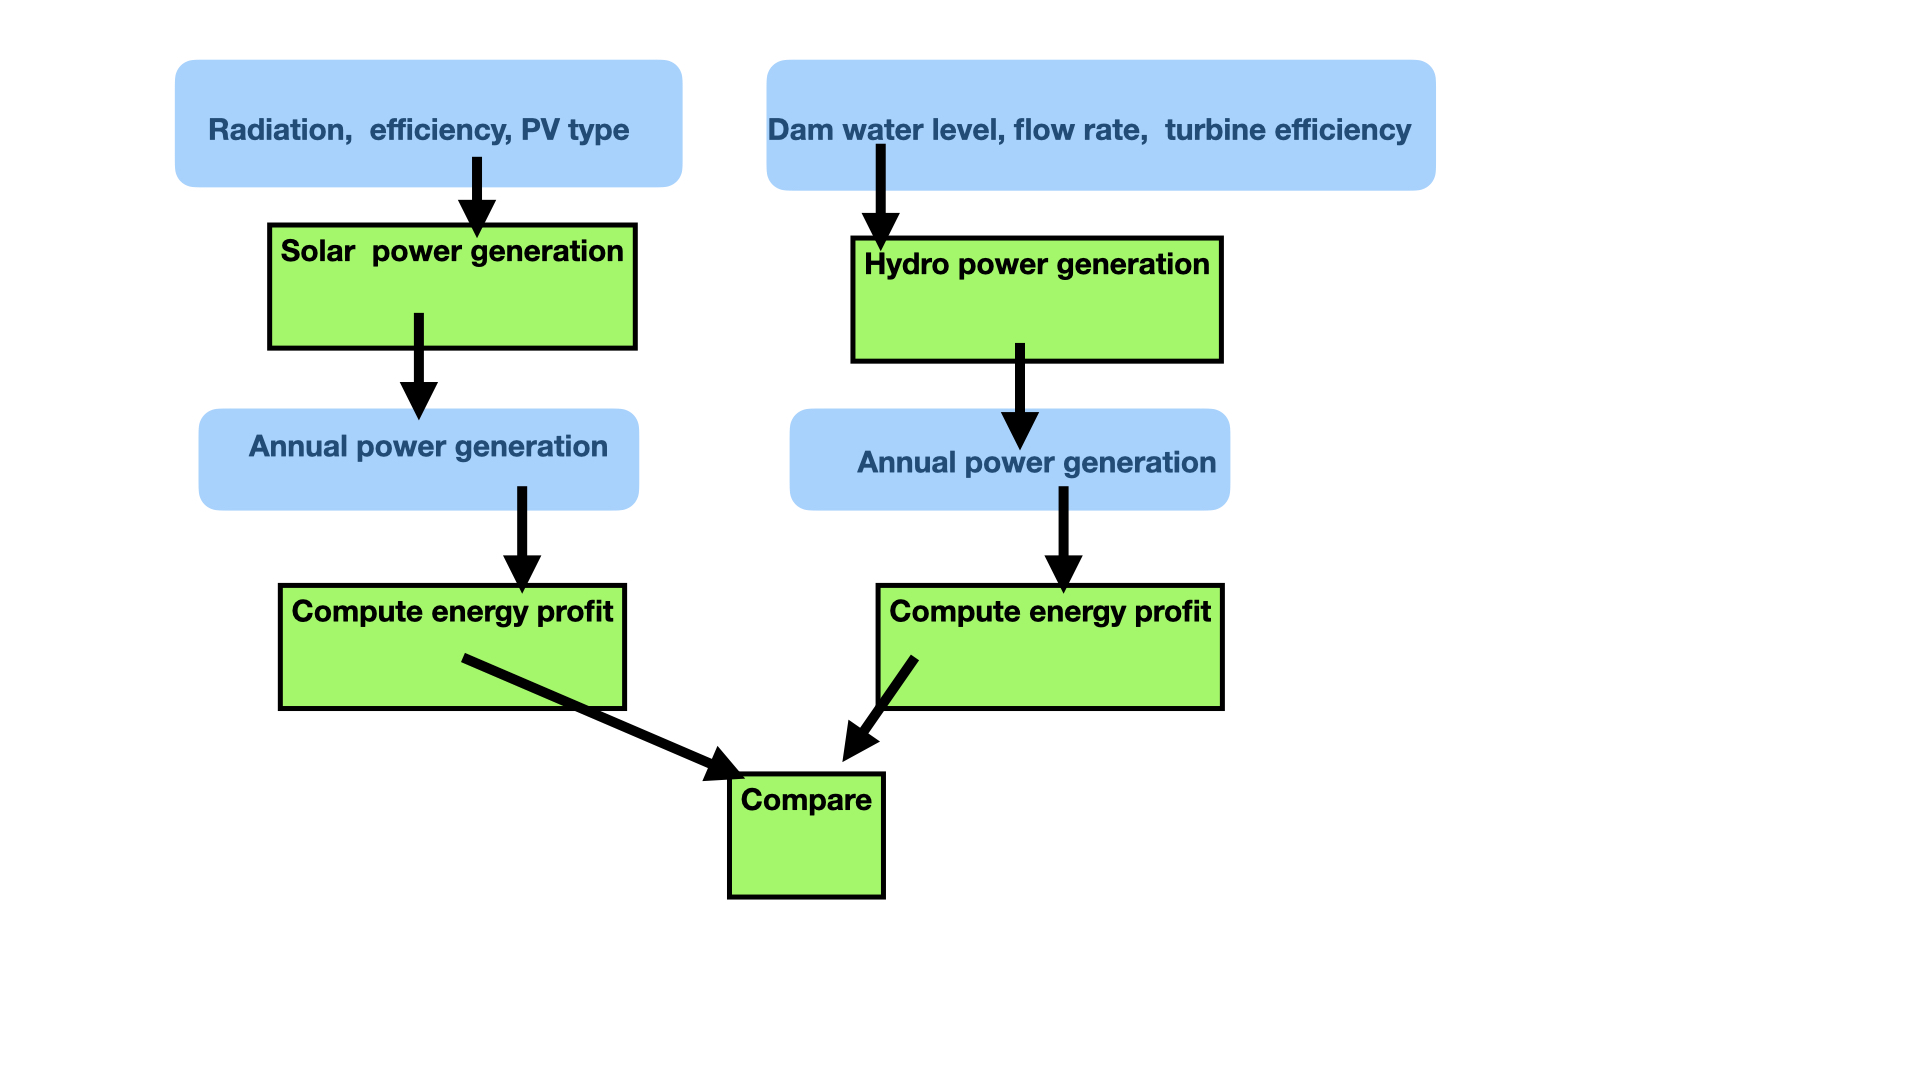 Radiation,  efficiency, PV type
Dam water level, flow rate,  turbine efficiency
Solar  power generation
Hydro power generation
Annual power generation
Annual power generation
Compute energy profit
Compute energy profit
Compare